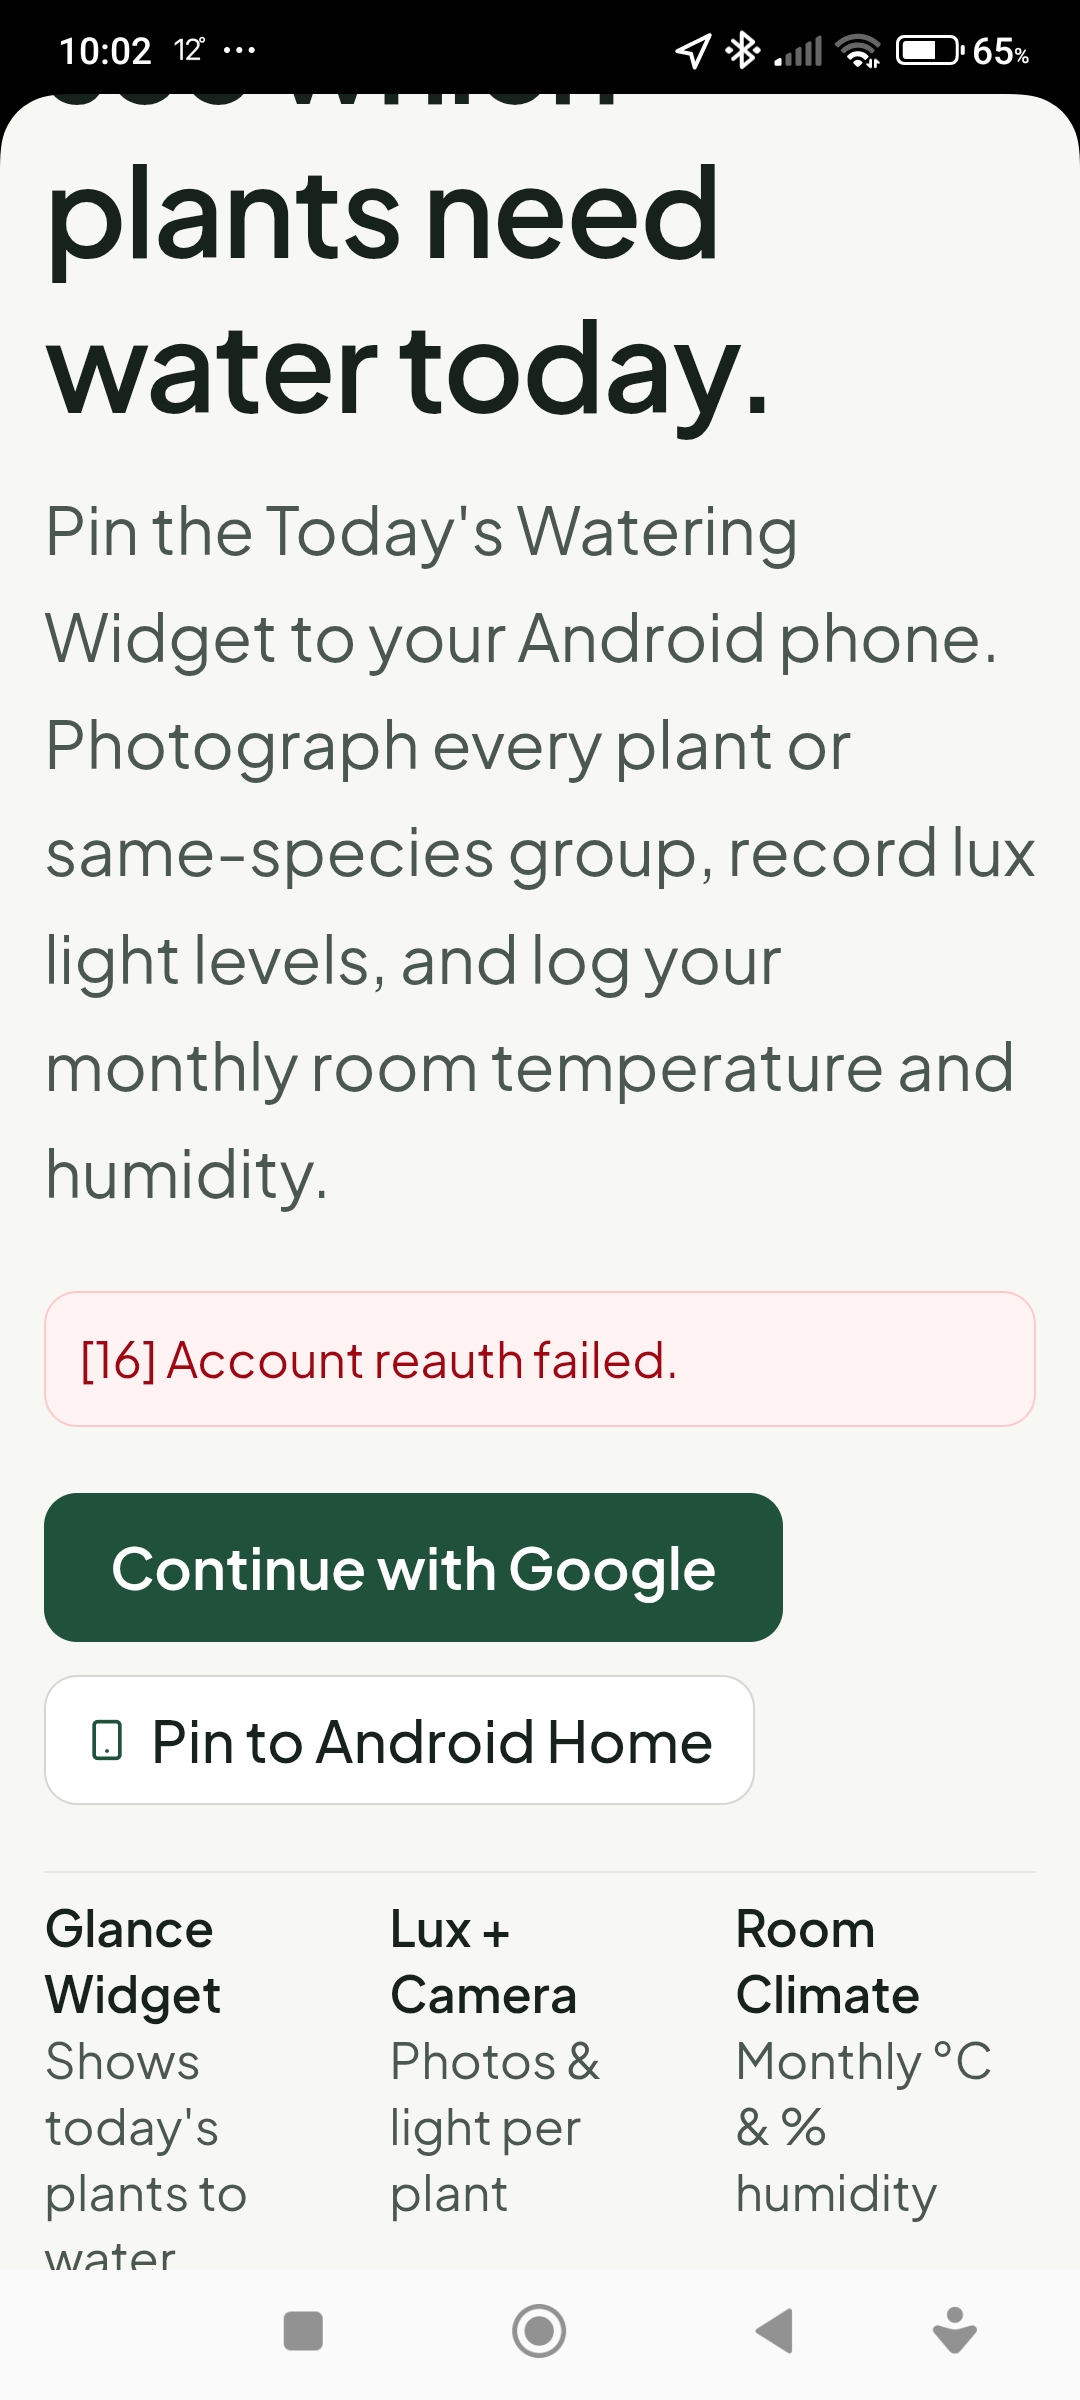 10:02 12° ...
65%
plants need
water today.
Pin the Today's Watering
Widget to your Android phone.
Photograph every plant or
same-species group, record lux
light levels, and log your
monthly room temperature and
humidity.
[16] Account reauth failed.
Continue with Google
Pin to Android Home
Glance
Widget
Shows
today's
plants to
water
Lux +
Camera
Photos &
light per
plant
Room
Climate
Monthly °C
& %
humidity